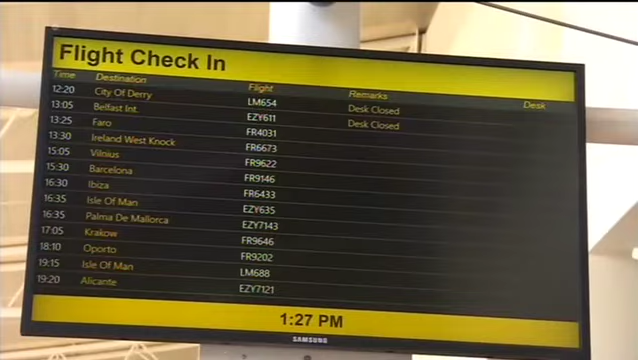 Flight Check In
Time Destination Flight Remarks Desk
12:20 City Of Derry LM654 Desk Closed
13:05 Belfast Int. EZY611 Desk Closed
13:25 Faro FR4031
13:30 Ireland West Knock FR6673
15:05 Vilnius FR9622
15:30 Barcelona FR9146
16:30 Ibiza FR6433
16:35 Isle Of Man EZY635
16:35 Palma De Mallorca EZY7143
17:05 Krakow FR9646
18:10 Oporto FR9202
19:15 Isle Of Man LM688
19:20 Alicante EZY7121
1:27 PM
SAMSUNG